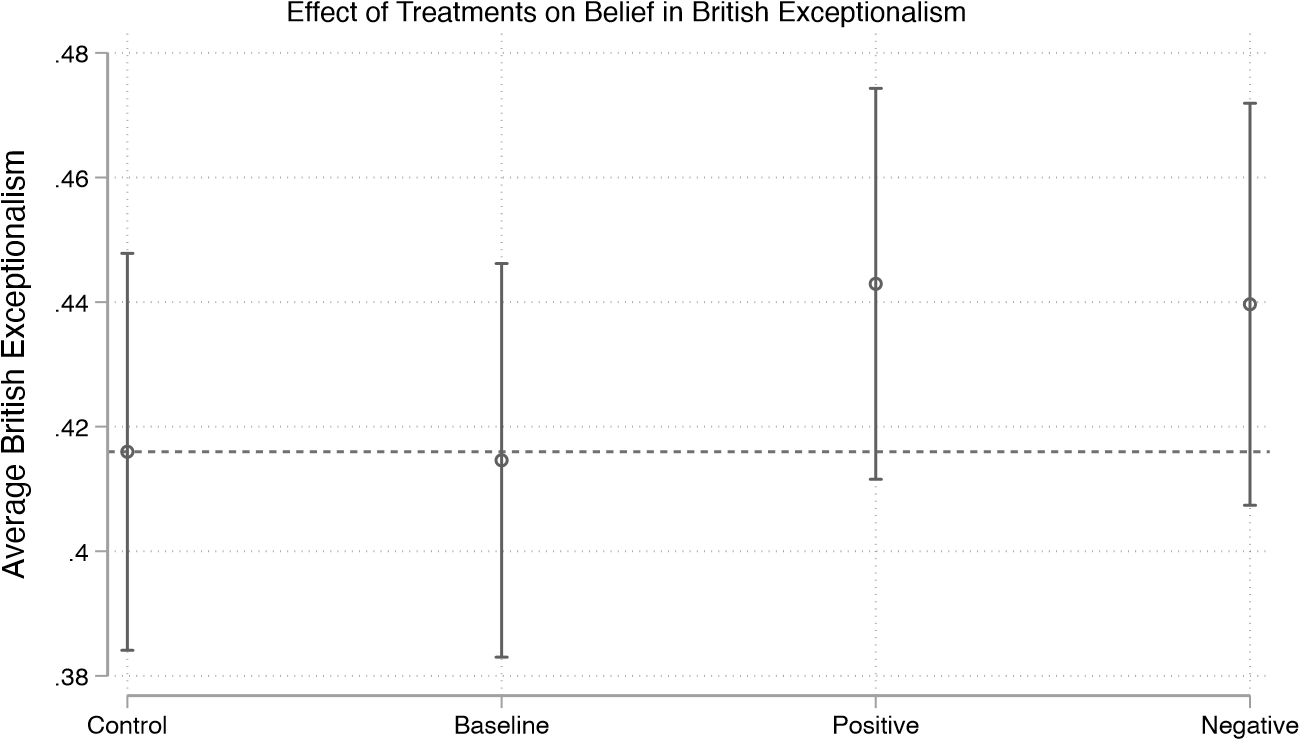 Effect of Treatments on Belief in British Exceptionalism
Average British Exceptionalism
.48
.46
.44
.42
.4
.38
Control
Baseline
Positive
Negative